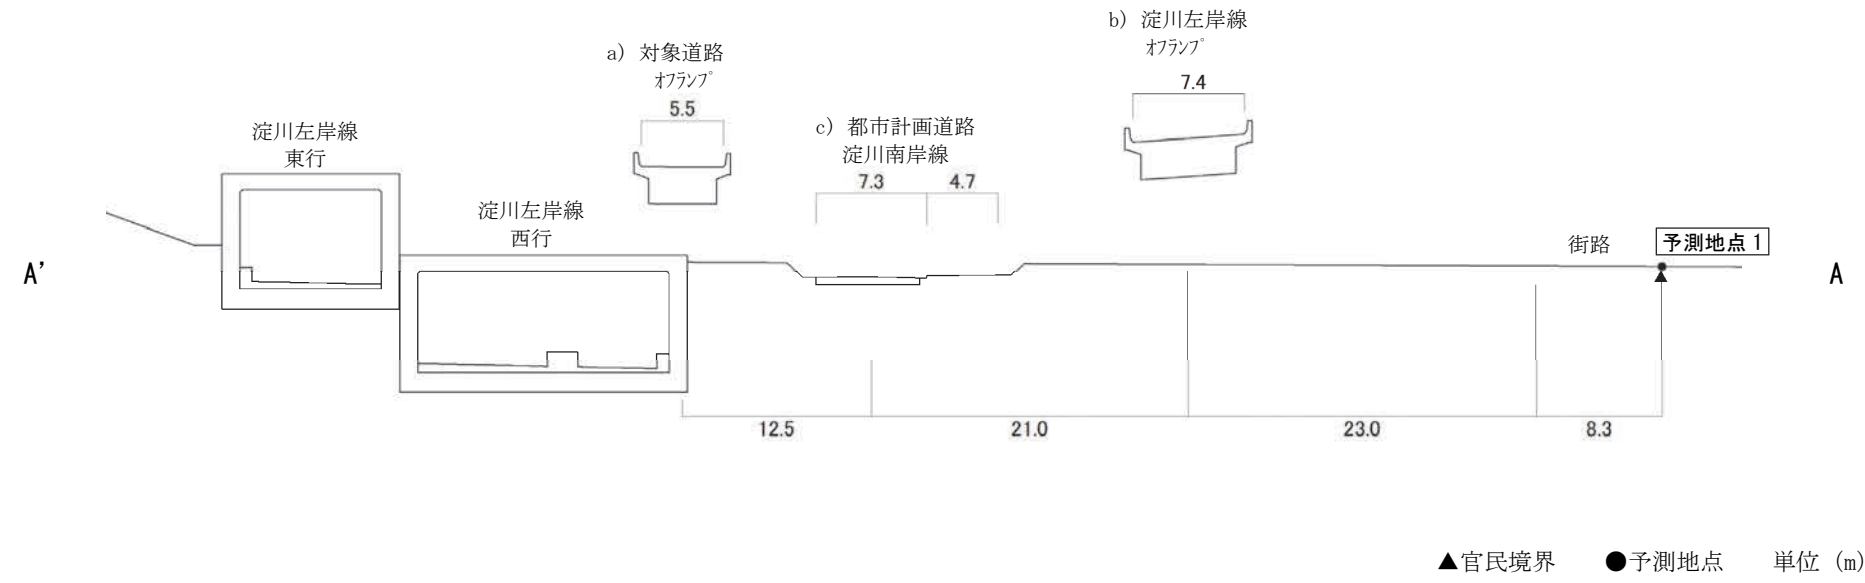 b) 淀川左岸線
ｵﾌﾗﾝﾌﾟ
7.4
a) 対象道路
ｵﾌﾗﾝﾌﾟ
5.5
c) 都市計画道路
淀川南岸線
7.3 4.7
淀川左岸線
東行
淀川左岸線
西行
街路 予測地点 1
A' A
12.5 21.0 23.0 8.3
▲官民境界 ●予測地点 単位 (m)